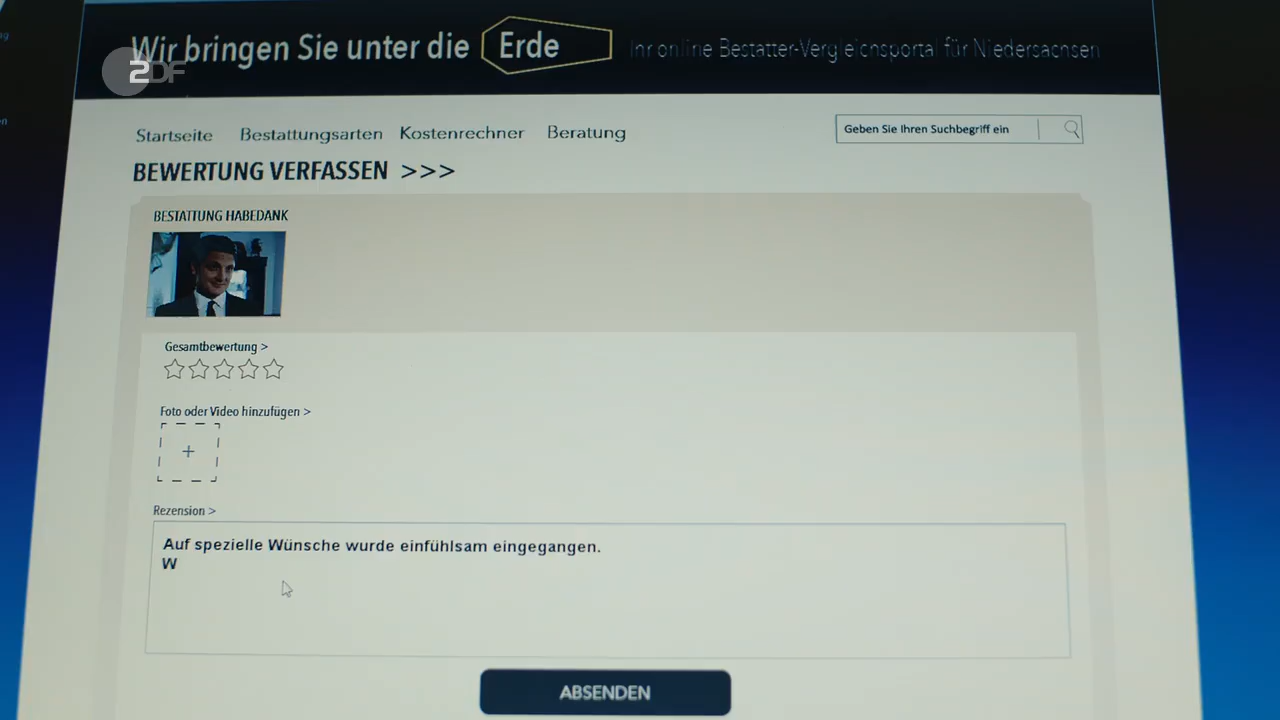 Wir bringen Sie unter die Erde Ihr online Bestatter-Vergleichsportal für Niedersachsen
ZDF
Startseite Bestattungsarten Kostenrechner Beratung Geben Sie Ihren Suchbegriff ein
BEWERTUNG VERFASSEN >>>
BESTATTUNG HABEDANK
Gesamtbewertung >
Foto oder Video hinzufügen >
+
Rezension >
Auf spezielle Wünsche wurde einfühlsam eingegangen.
W
ABSENDEN